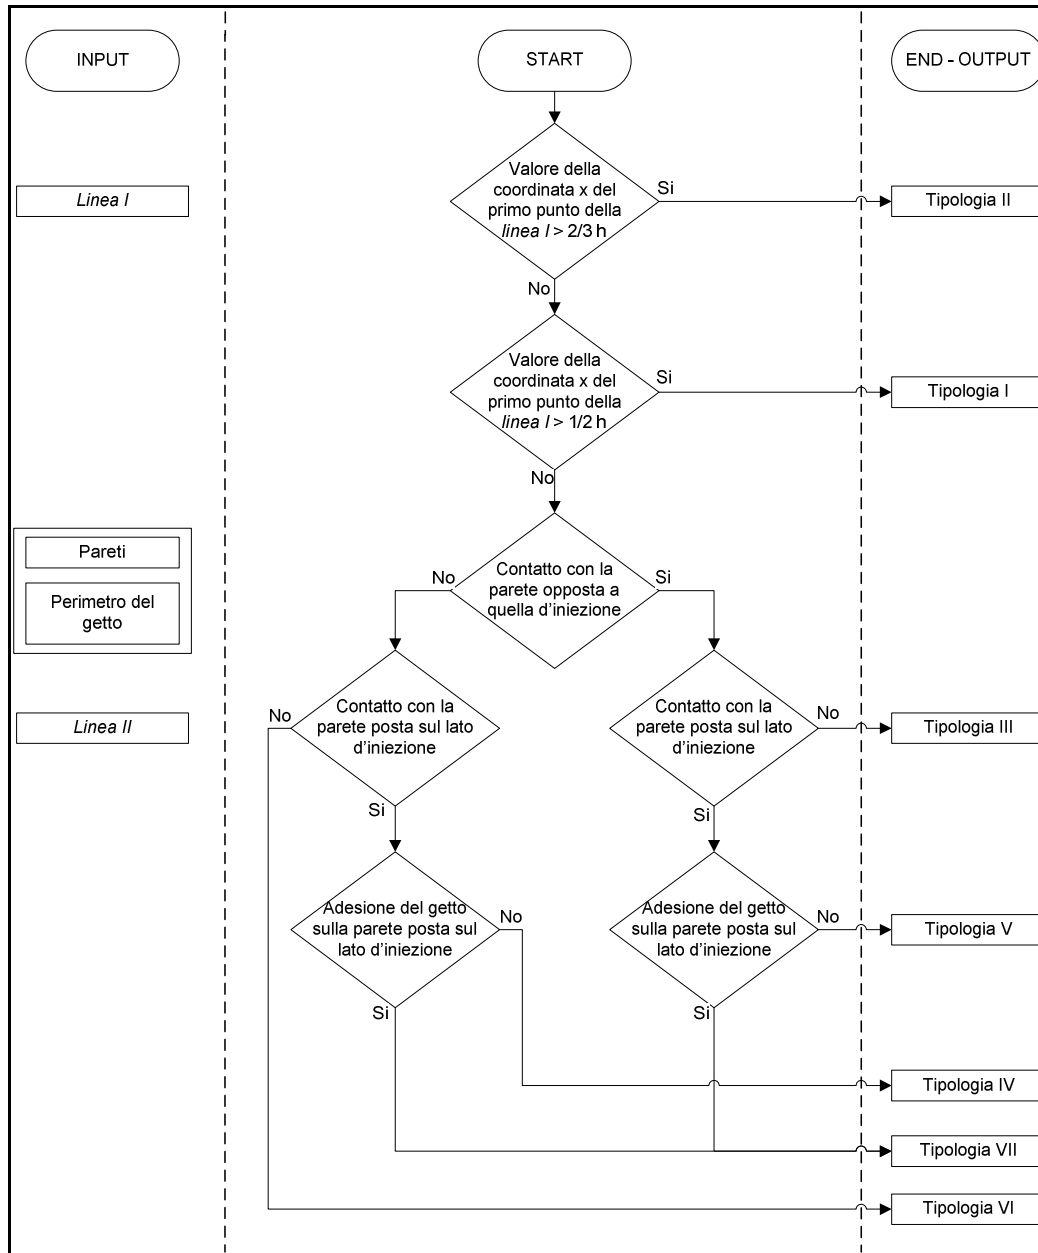 INPUT
START
END - OUTPUT
Linea I
Valore della
coordinata x del
primo punto della
linea I > 2/3 h
Si
Tipologia II
No
Valore della
coordinata x del
primo punto della
linea I > 1/2 h
Si
Tipologia I
No
Pareti
Perimetro del
getto
No
Contatto con la
parete opposta a
quella d'iniezione
Si
Linea II
No
Contatto con la
parete posta sul lato
d'iniezione
Contatto con la
parete posta sul lato
d'iniezione
No
Tipologia III
Si
Si
Adesione del getto
sulla parete posta sul
lato d'iniezione
No
Adesione del getto
sulla parete posta sul
lato d'iniezione
No
Tipologia V
Si
Si
Tipologia IV
Tipologia VII
Tipologia VI